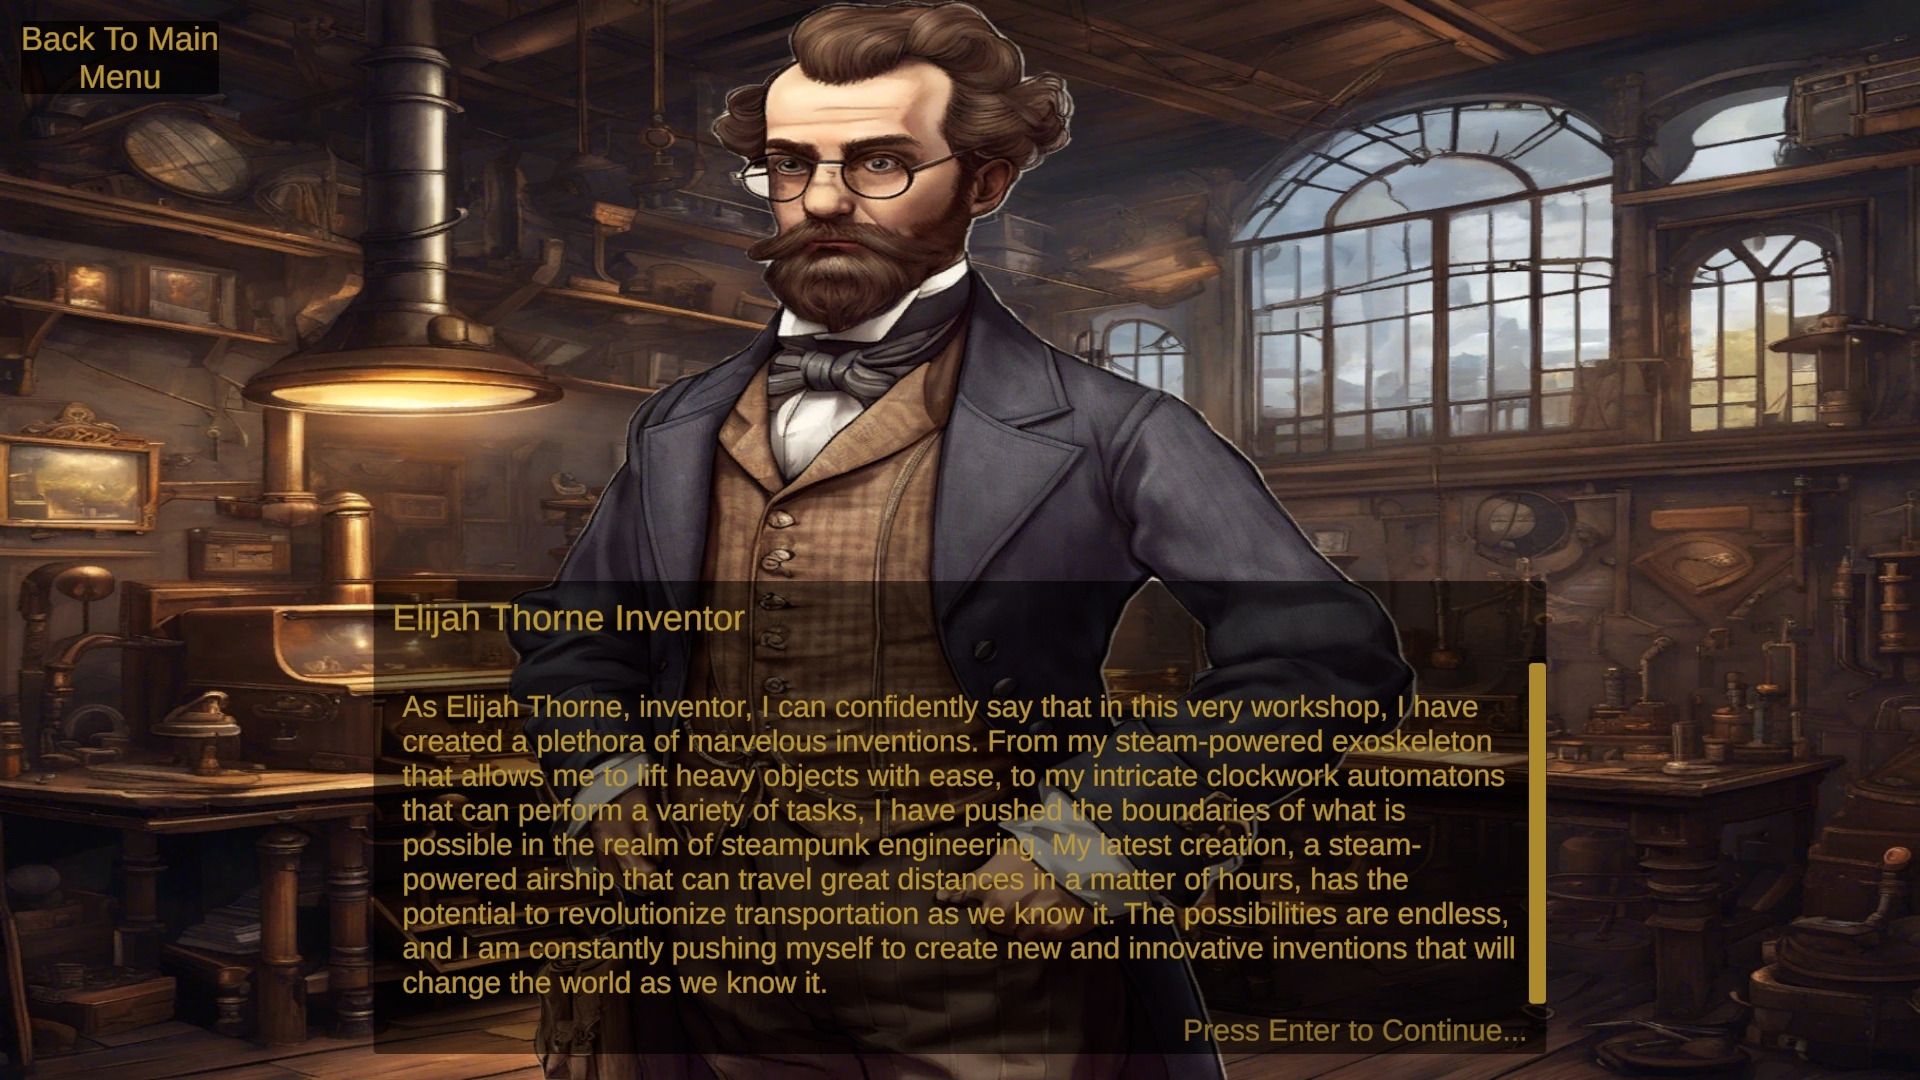 Back To Main
Menu
Elijah Thorne Inventor
As Elijah Thorne, inventor, I can confidently say that in this very workshop, I have
created a plethora of marvelous inventions. From my steam-powered exoskeleton
that allows me to lift heavy objects with ease, to my intricate clockwork automatons
that can perform a variety of tasks, I have pushed the boundaries of what is
possible in the realm of steampunk engineering. My latest creation, a steam-
powered airship that can travel great distances in a matter of hours, has the
potential to revolutionize transportation as we know it. The possibilities are endless,
and I am constantly pushing myself to create new and innovative inventions that will
change the world as we know it.
Press Enter to Continue...